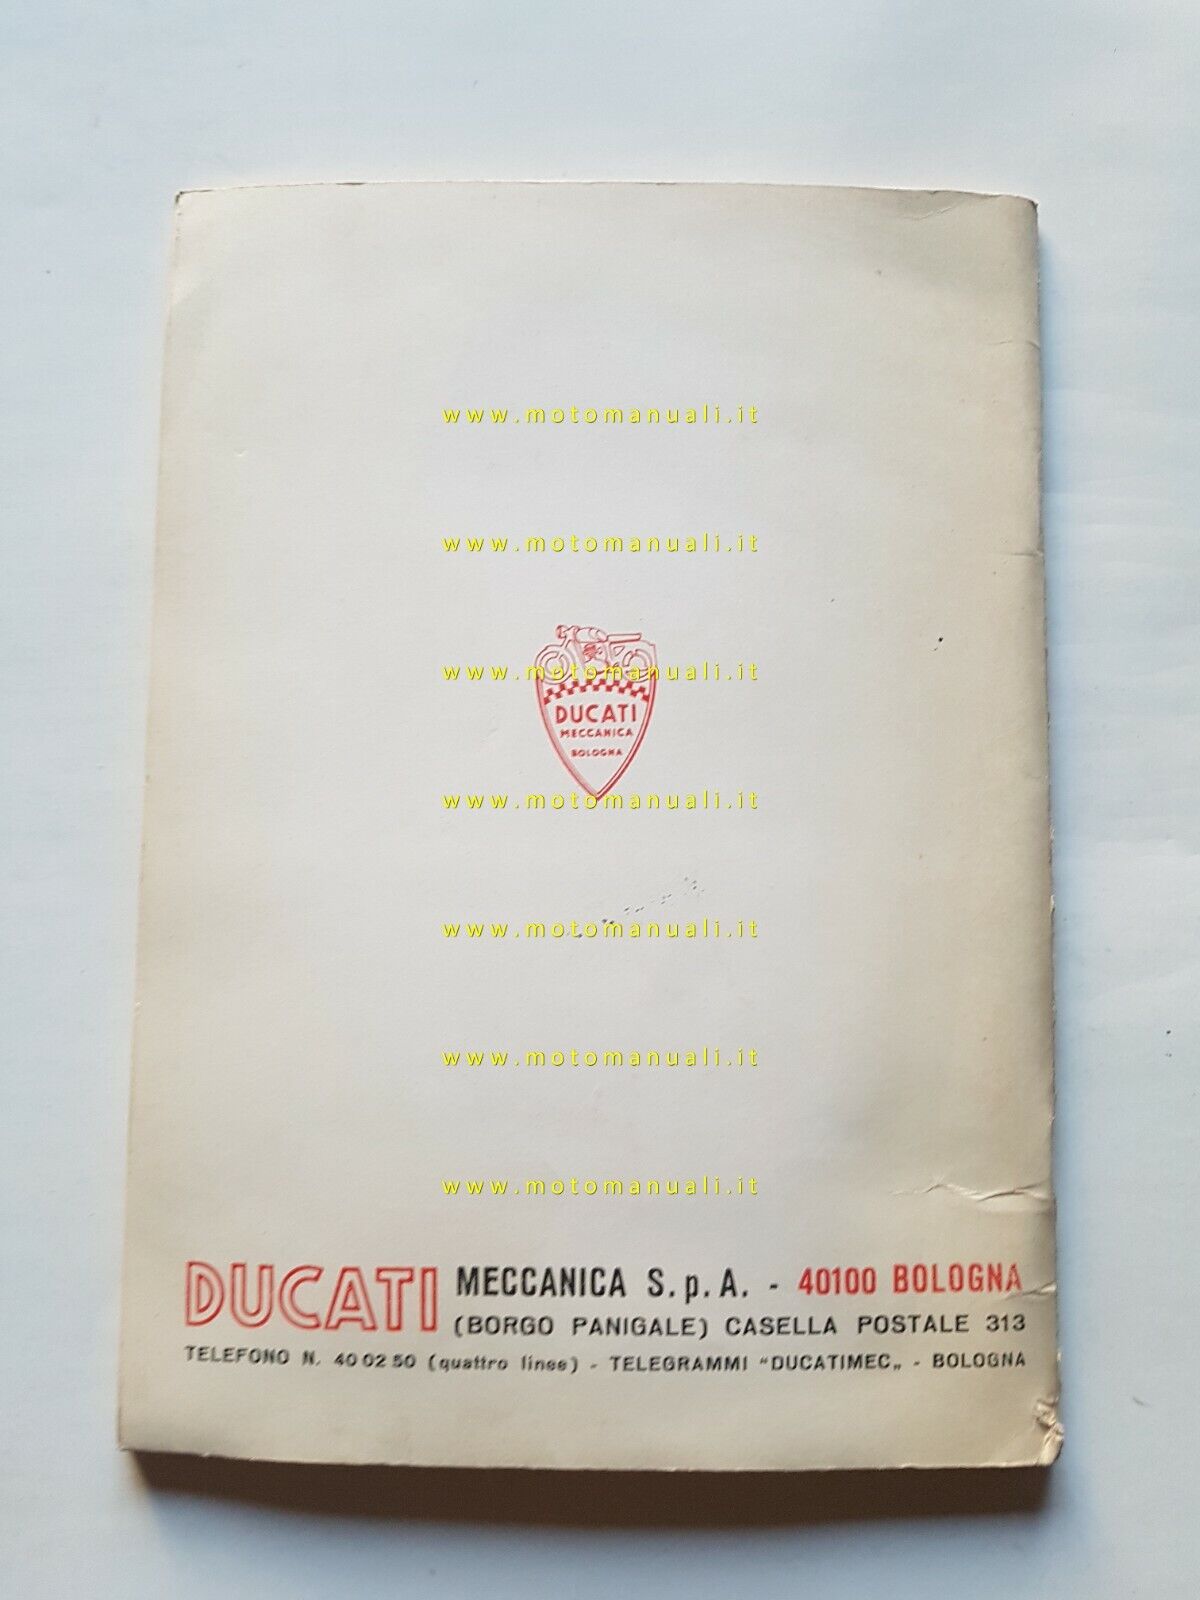 www.motomanuali.it
www.motomanuali.it
www.motomanuali.it
DUCATI
MECCANICA
BOLOGNA
www.motomanuali.it
www.motomanuali.it
www.motomanuali.it
www.motomanuali.it
DUCATI MECCANICA S.p.A. - 40100 BOLOGNA
(BORGO PANIGALE) CASELLA POSTALE 313
TELEFONO N. 40 02 50 (quattro linee) - TELEGRAMMI "DUCATIMEC„ - BOLOGNA